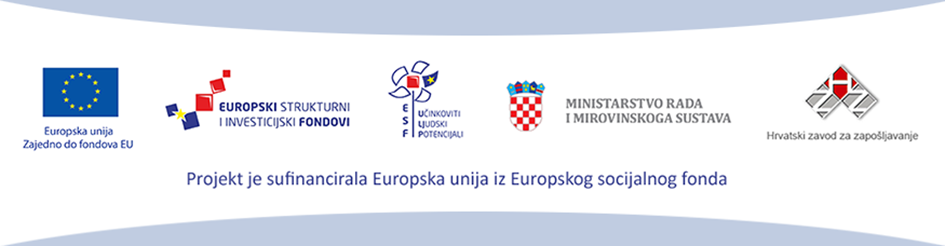 Europska unija
Zajedno do fondova EU
EUROPSKI STRUKTURNI
I INVESTICIJSKI FONDOVI
ESF
UČINKOVITI
LJUDSKI
POTENCIJALI
MINISTARSTVO RADA
I MIROVINSKOGA SUSTAVA
HZZ
Hrvatski zavod za zapošljavanje
Projekt je sufinancirala Europska unija iz Europskog socijalnog fonda